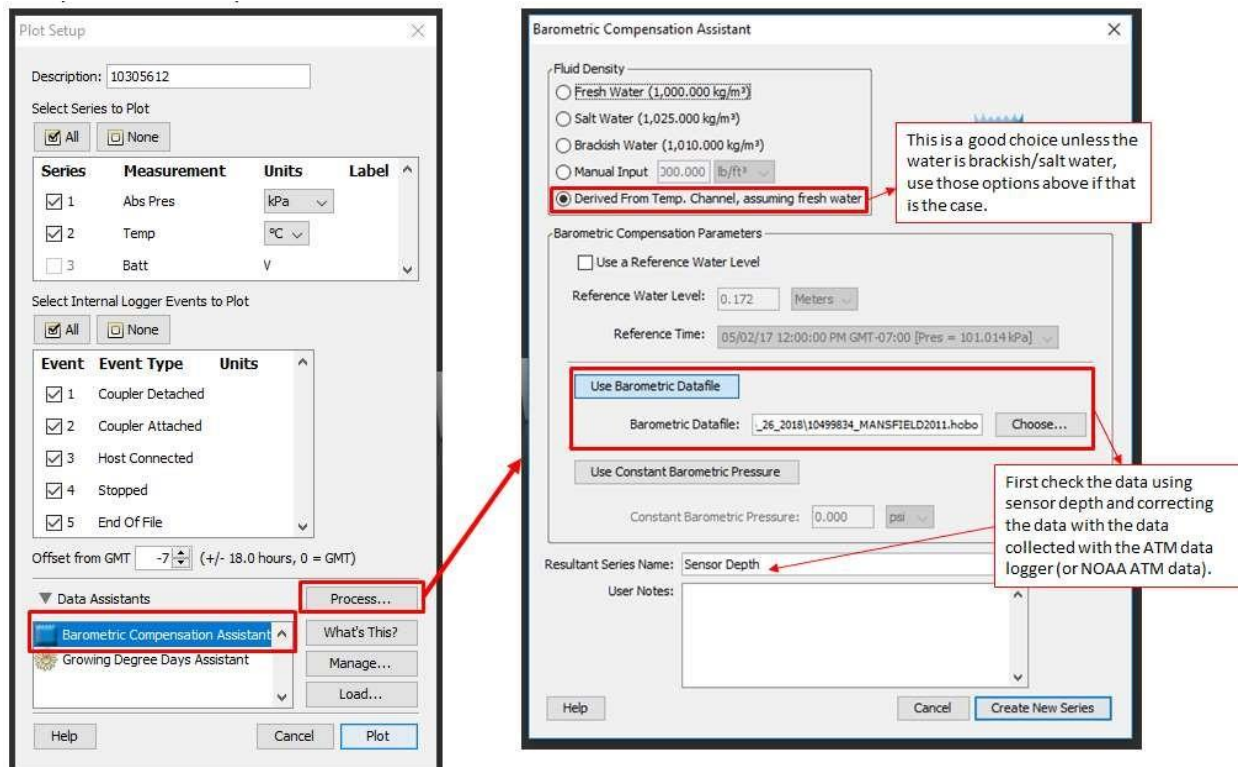 Plot Setup
Description: 10305612
Select Series to Plot
All None
Series Measurement Units Label
1 Abs Pres kPa
2 Temp °C
3 Batt V
Select Internal Logger Events to Plot
All None
Event Event Type Units
1 Coupler Detached
2 Coupler Attached
3 Host Connected
4 Stopped
5 End Of File
Offset from GMT -7 (+/- 18.0 hours, 0 = GMT)
Data Assistants Process...
Barometric Compensation Assistant What's This?
Growing Degree Days Assistant Manage...
Load...
Help Cancel Plot
Barometric Compensation Assistant
Fluid Density
Fresh Water (1,000.000 kg/m³)
Salt Water (1,025.000 kg/m³)
Brackish Water (1,010.000 kg/m³)
Manual Input 300.000 lb/ft³
Derived From Temp. Channel, assuming fresh water
This is a good choice unless the
water is brackish/salt water,
use those options above if that
is the case.
Barometric Compensation Parameters
Use a Reference Water Level
Reference Water Level: 0.172 Meters
Reference Time: 05/02/17 12:00:00 PM GMT-07:00 [Pres = 101.014 kPa]
Use Barometric Datafile
Barometric Datafile: _26_2018\10499834_MANSFIELD2011.hobo Choose...
Use Constant Barometric Pressure
Constant Barometric Pressure: 0.000 psi
First check the data using
sensor depth and correcting
the data with the data
collected with the ATM data
logger (or NOAA ATM data).
Resultant Series Name: Sensor Depth
User Notes:
Help Cancel Create New Series